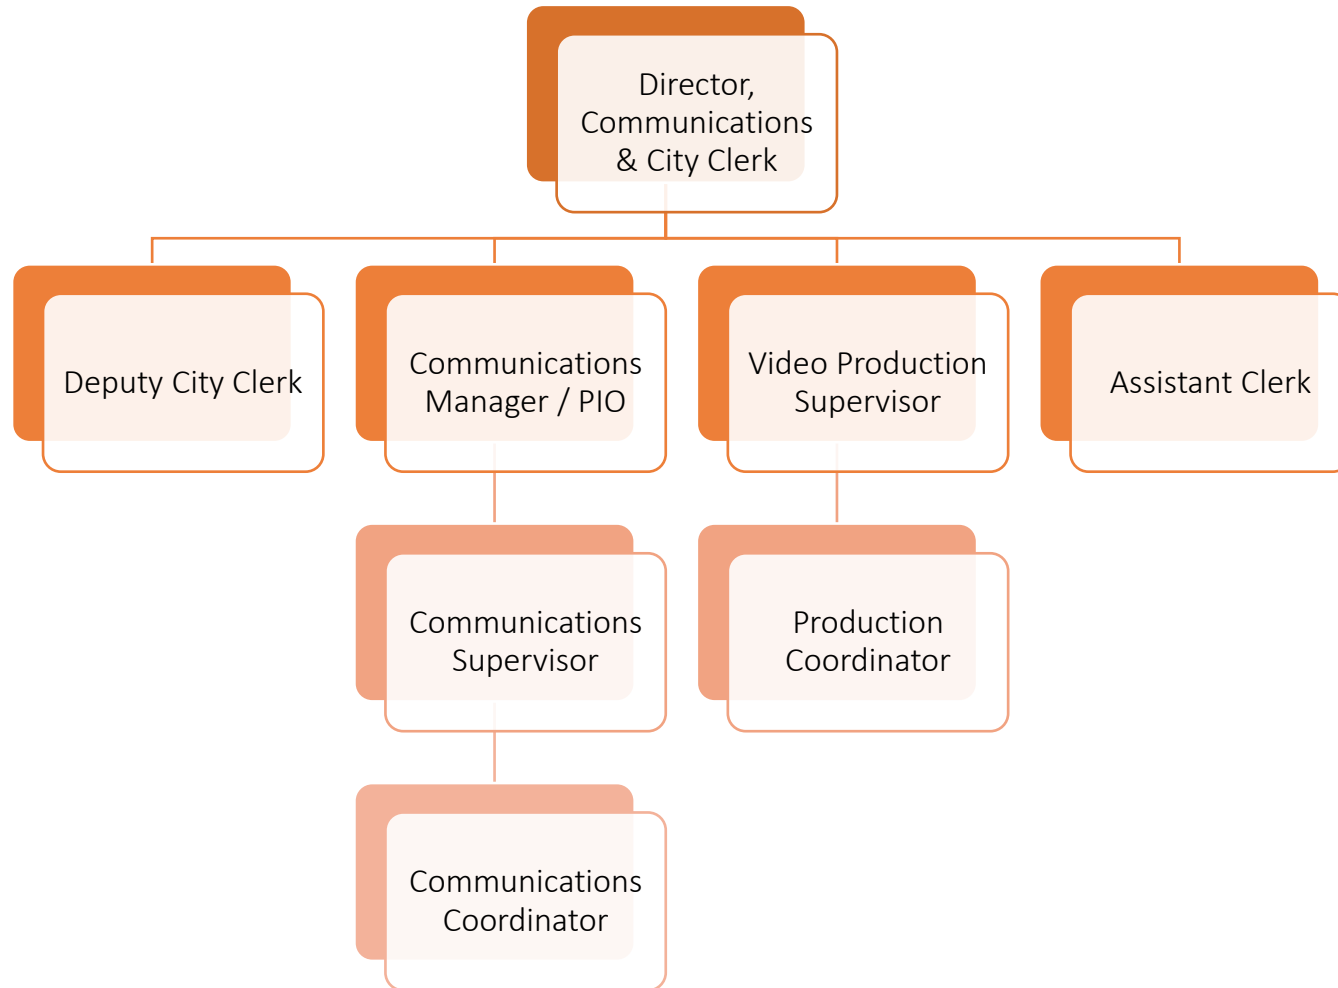 Director,
Communications
& City Clerk
Deputy City Clerk
Communications
Manager / PIO
Video Production
Supervisor
Assistant Clerk
Communications
Supervisor
Production
Coordinator
Communications
Coordinator